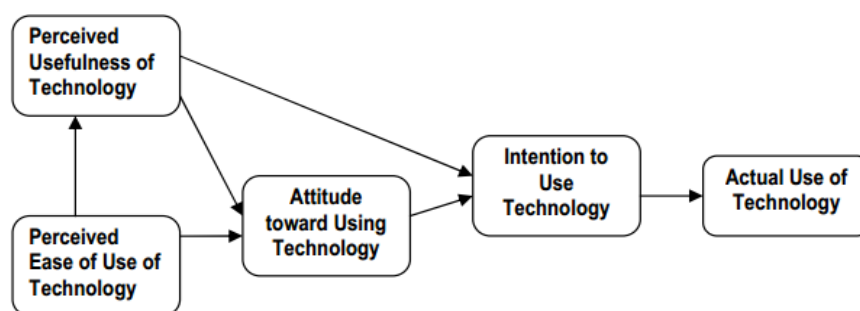 Perceived
Usefulness of
Technology
Perceived
Ease of Use of
Technology
Attitude
toward Using
Technology
Intention to
Use
Technology
Actual Use of
Technology